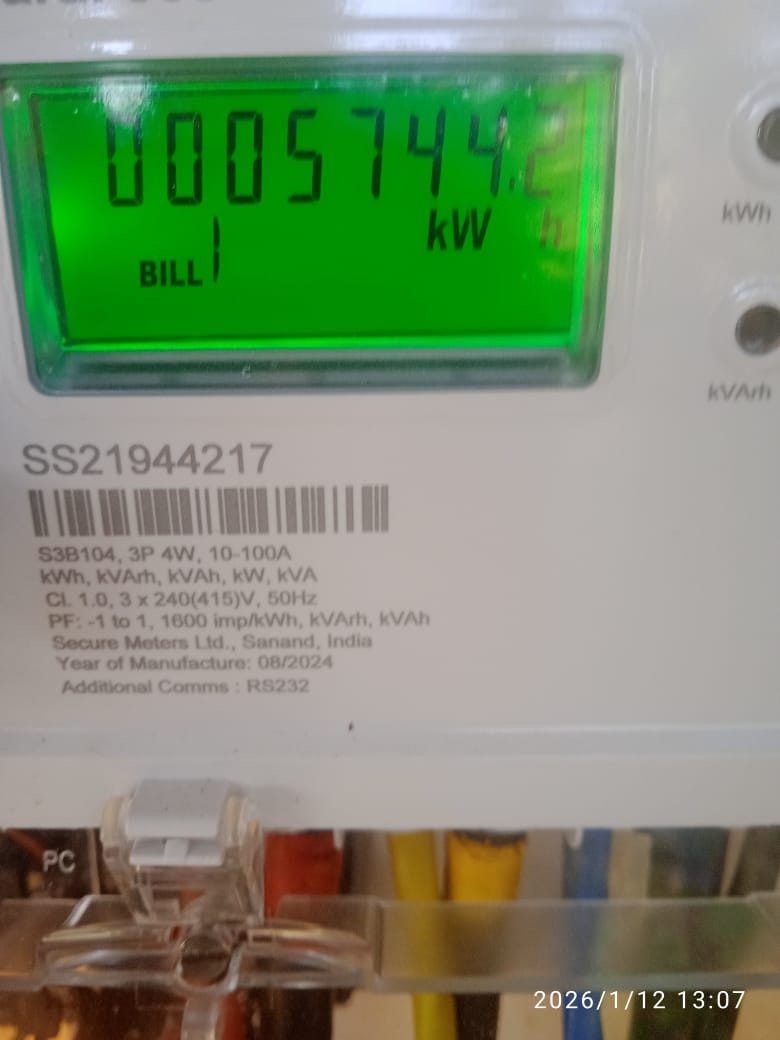 0005744.2
kW h
BILL 1
kWh
kVArh
SS21944217
S3B104, 3P 4W, 10-100A
kWh, kVArh, kVAh, kW, kVA
Cl. 1.0, 3 x 240(415)V, 50Hz
PF: -1 to 1, 1600 imp/kWh, kVArh, kVAh
Secure Meters Ltd., Sanand, India
Year of Manufacture: 08/2024
Additional Comms : RS232
PC
2026/1/12 13:07